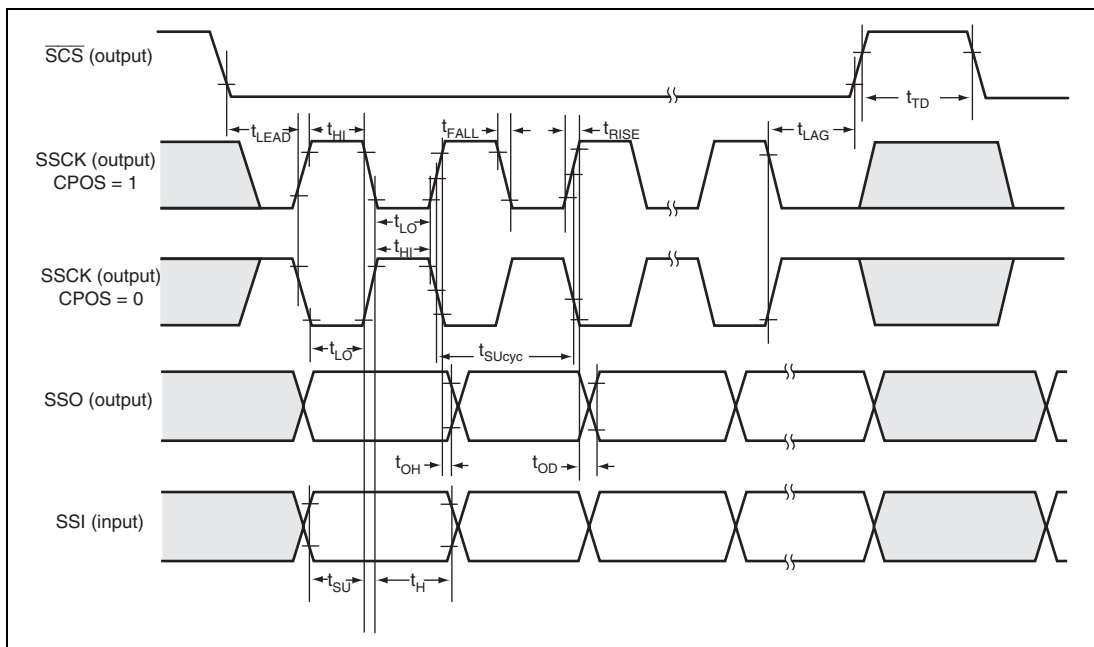 SCS (output)
tTD
tLEAD
tHI
tFALL
tRISE
tLAG
SSCK (output)
CPOS = 1
tLO
tHI
SSCK (output)
CPOS = 0
tLO
tSUcyc
SSO (output)
tOH
tOD
SSI (input)
tSU
tH